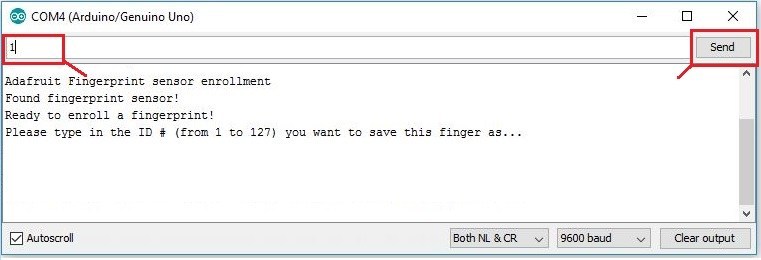 COM4 (Arduino/Genuino Uno)
1
Send
Adafruit Fingerprint sensor enrollment
Found fingerprint sensor!
Ready to enroll a fingerprint!
Please type in the ID # (from 1 to 127) you want to save this finger as...
Autoscroll
Both NL & CR
9600 baud
Clear output